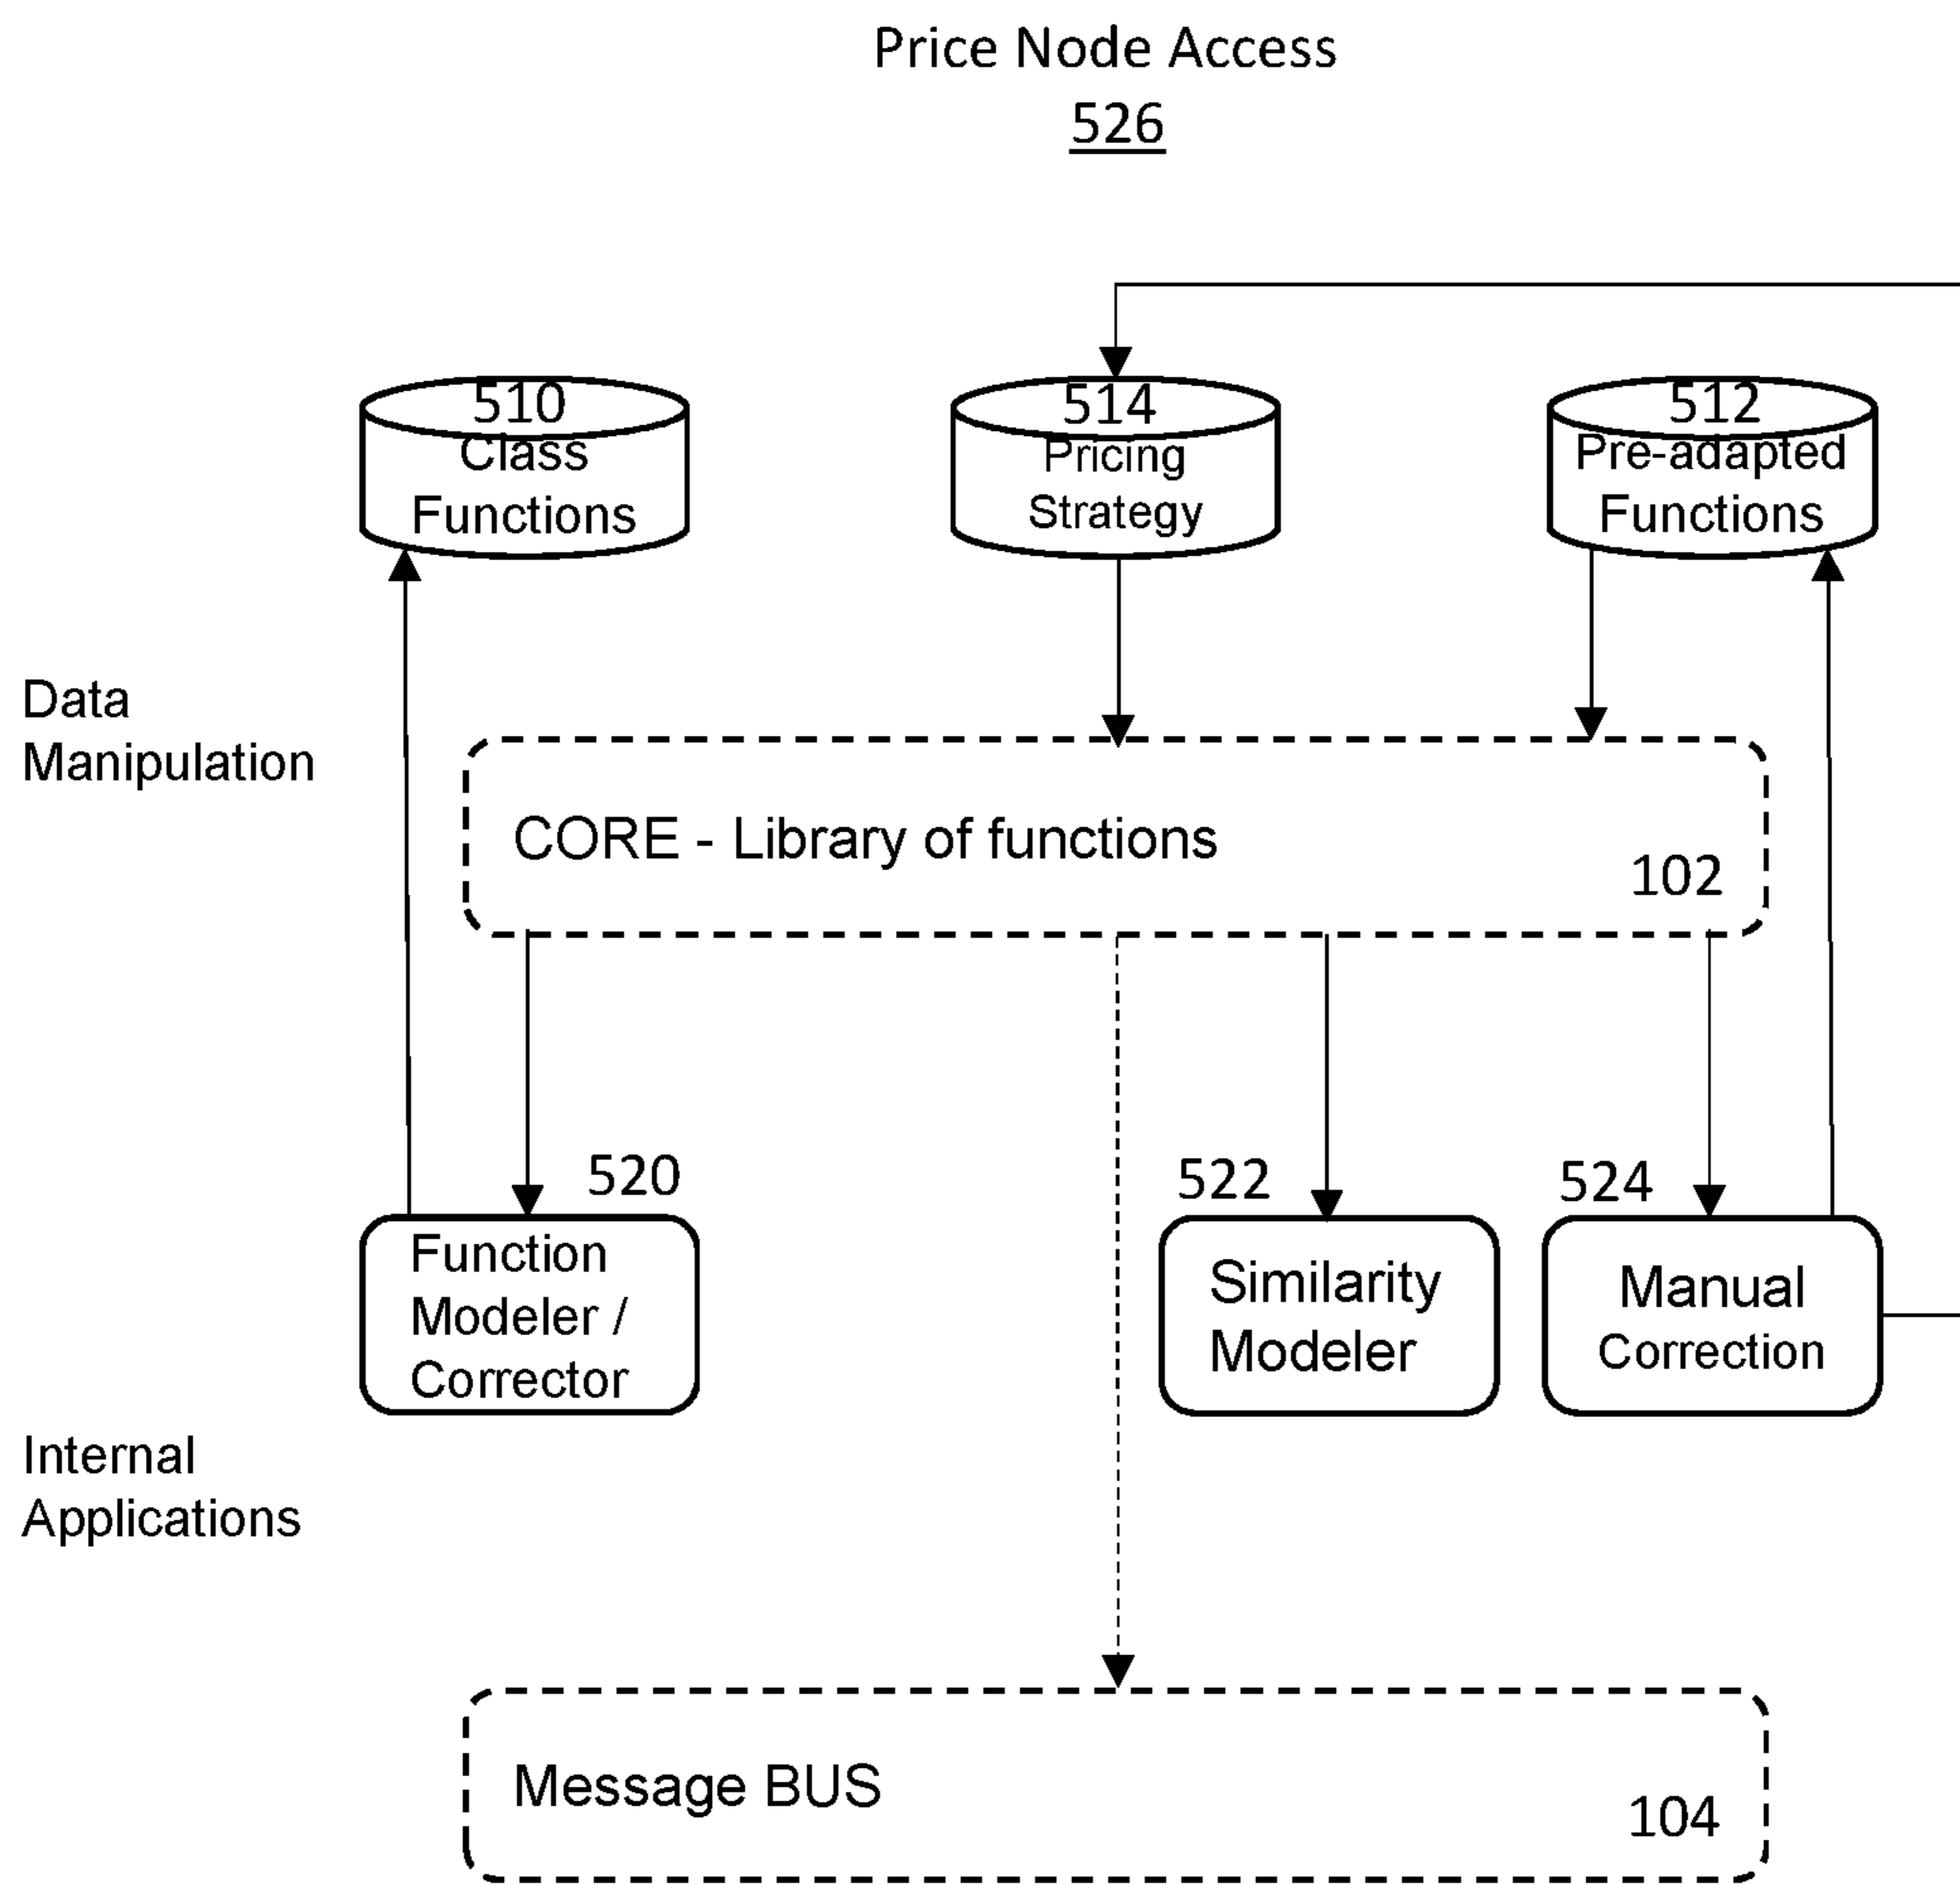 Price Node Access
526
510
Class
Functions
514
Pricing
Strategy
512
Pre-adapted
Functions
Data
Manipulation
CORE - Library of functions
102
520
Function
Modeler /
Corrector
522
Similarity
Modeler
524
Manual
Correction
Internal
Applications
Message BUS
104